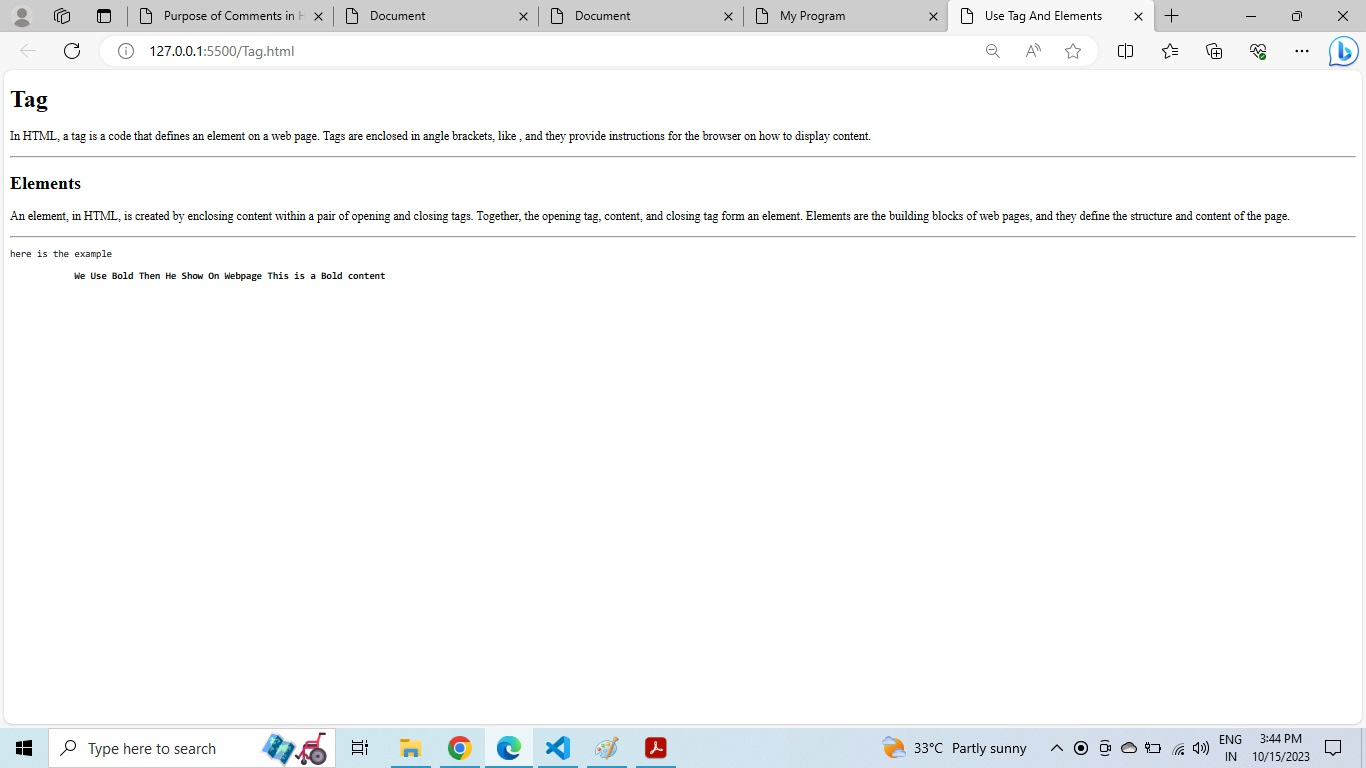 Purpose of Comments in H
Document
Document
My Program
Use Tag And Elements
127.0.0.1:5500/Tag.html
Tag
In HTML, a tag is a code that defines an element on a web page. Tags are enclosed in angle brackets, like , and they provide instructions for the browser on how to display content.
Elements
An element, in HTML, is created by enclosing content within a pair of opening and closing tags. Together, the opening tag, content, and closing tag form an element. Elements are the building blocks of web pages, and they define the structure and content of the page.
here is the example
We Use Bold Then He Show On Webpage This is a Bold content
Type here to search
33°C Partly sunny
ENG
IN
3:44 PM
10/15/2023